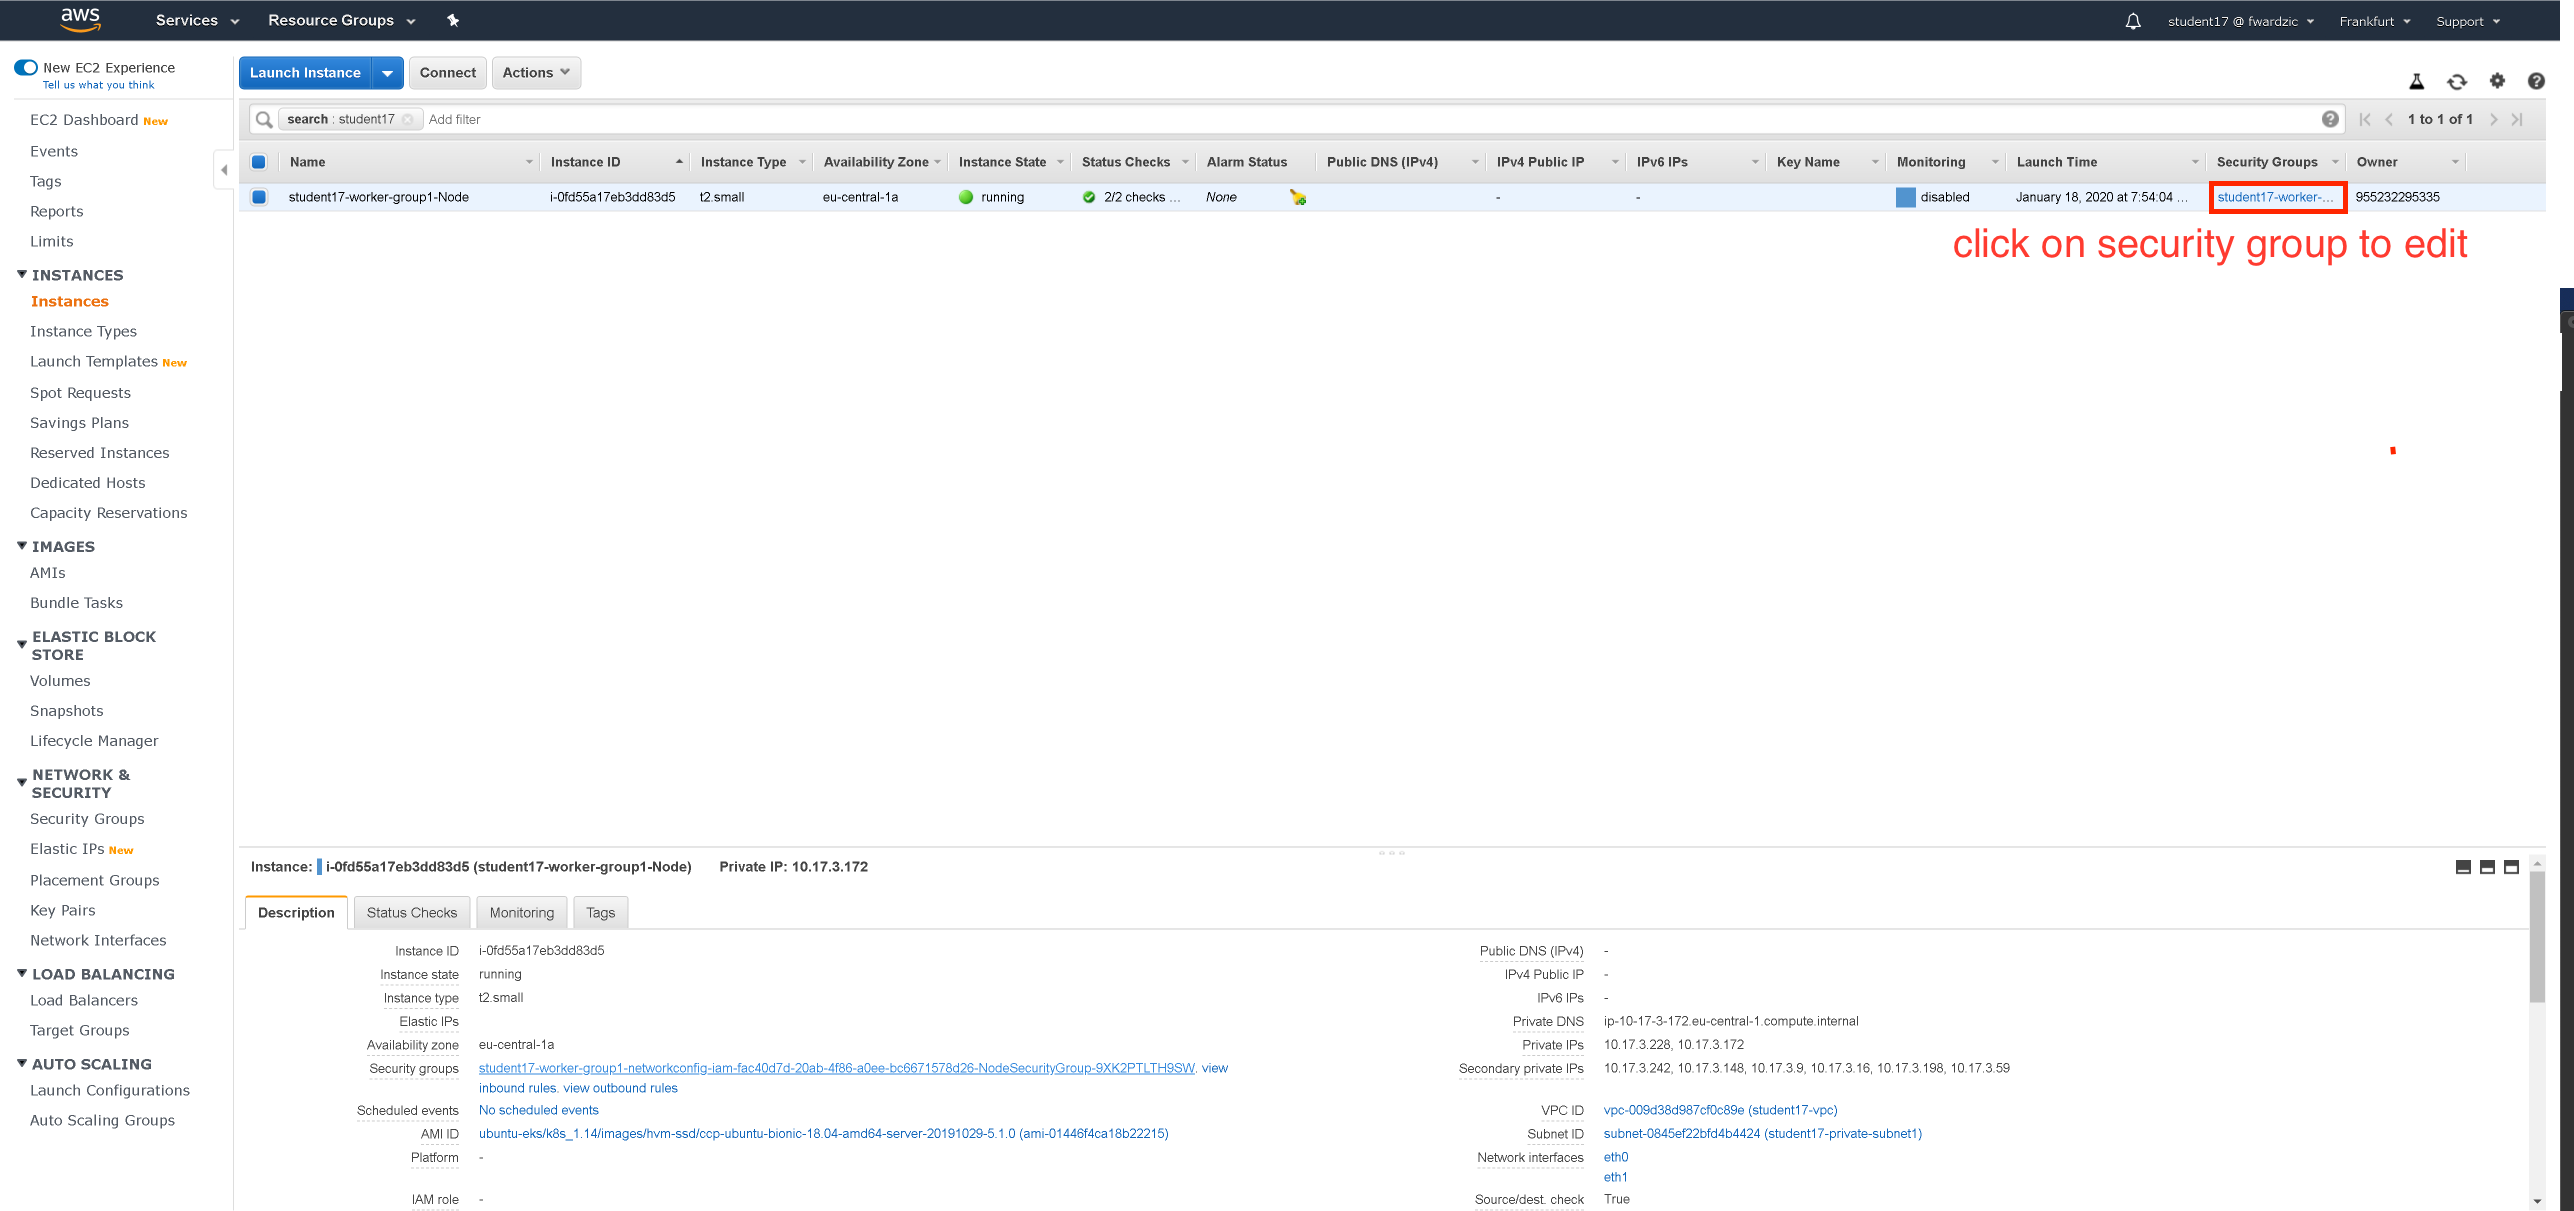 aws Services Resource Groups student17 @ fwardzic Frankfurt Support
New EC2 Experience
Tell us what you think
EC2 Dashboard New
Events
Tags
Reports
Limits
INSTANCES
Instances
Instance Types
Launch Templates New
Spot Requests
Savings Plans
Reserved Instances
Dedicated Hosts
Capacity Reservations
IMAGES
AMIs
Bundle Tasks
ELASTIC BLOCK
STORE
Volumes
Snapshots
Lifecycle Manager
NETWORK &
SECURITY
Security Groups
Elastic IPs New
Placement Groups
Key Pairs
Network Interfaces
LOAD BALANCING
Load Balancers
Target Groups
AUTO SCALING
Launch Configurations
Auto Scaling Groups
Launch Instance Connect Actions
search : student17 Add filter 1 to 1 of 1
Name Instance ID Instance Type Availability Zone Instance State Status Checks Alarm Status Public DNS (IPv4) IPv4 Public IP IPv6 IPs Key Name Monitoring Launch Time Security Groups Owner
student17-worker-group1-Node i-0fd55a17eb3dd83d5 t2.small eu-central-1a running 2/2 checks ... None - - disabled January 18, 2020 at 7:54:04 ... student17-worker-... 955232295335
click on security group to edit
Instance: i-0fd55a17eb3dd83d5 (student17-worker-group1-Node) Private IP: 10.17.3.172
Description Status Checks Monitoring Tags
Instance ID i-0fd55a17eb3dd83d5
Instance state running
Instance type t2.small
Elastic IPs
Availability zone eu-central-1a
Security groups student17-worker-group1-networkconfig-iam-fac40d7d-20ab-4f86-a0ee-bc6671578d26-NodeSecurityGroup-9XK2PTLTH9SW. view
inbound rules. view outbound rules
Scheduled events No scheduled events
AMI ID ubuntu-eks/k8s_1.14/images/hvm-ssd/ccp-ubuntu-bionic-18.04-amd64-server-20191029-5.1.0 (ami-01446f4ca18b22215)
Platform -
IAM role -
Public DNS (IPv4) -
IPv4 Public IP -
IPv6 IPs -
Private DNS ip-10-17-3-172.eu-central-1.compute.internal
Private IPs 10.17.3.228, 10.17.3.172
Secondary private IPs 10.17.3.242, 10.17.3.148, 10.17.3.9, 10.17.3.16, 10.17.3.198, 10.17.3.59
VPC ID vpc-009d38d987cf0c89e (student17-vpc)
Subnet ID subnet-0845ef22bfd4b4424 (student17-private-subnet1)
Network interfaces eth0
eth1
Source/dest. check True